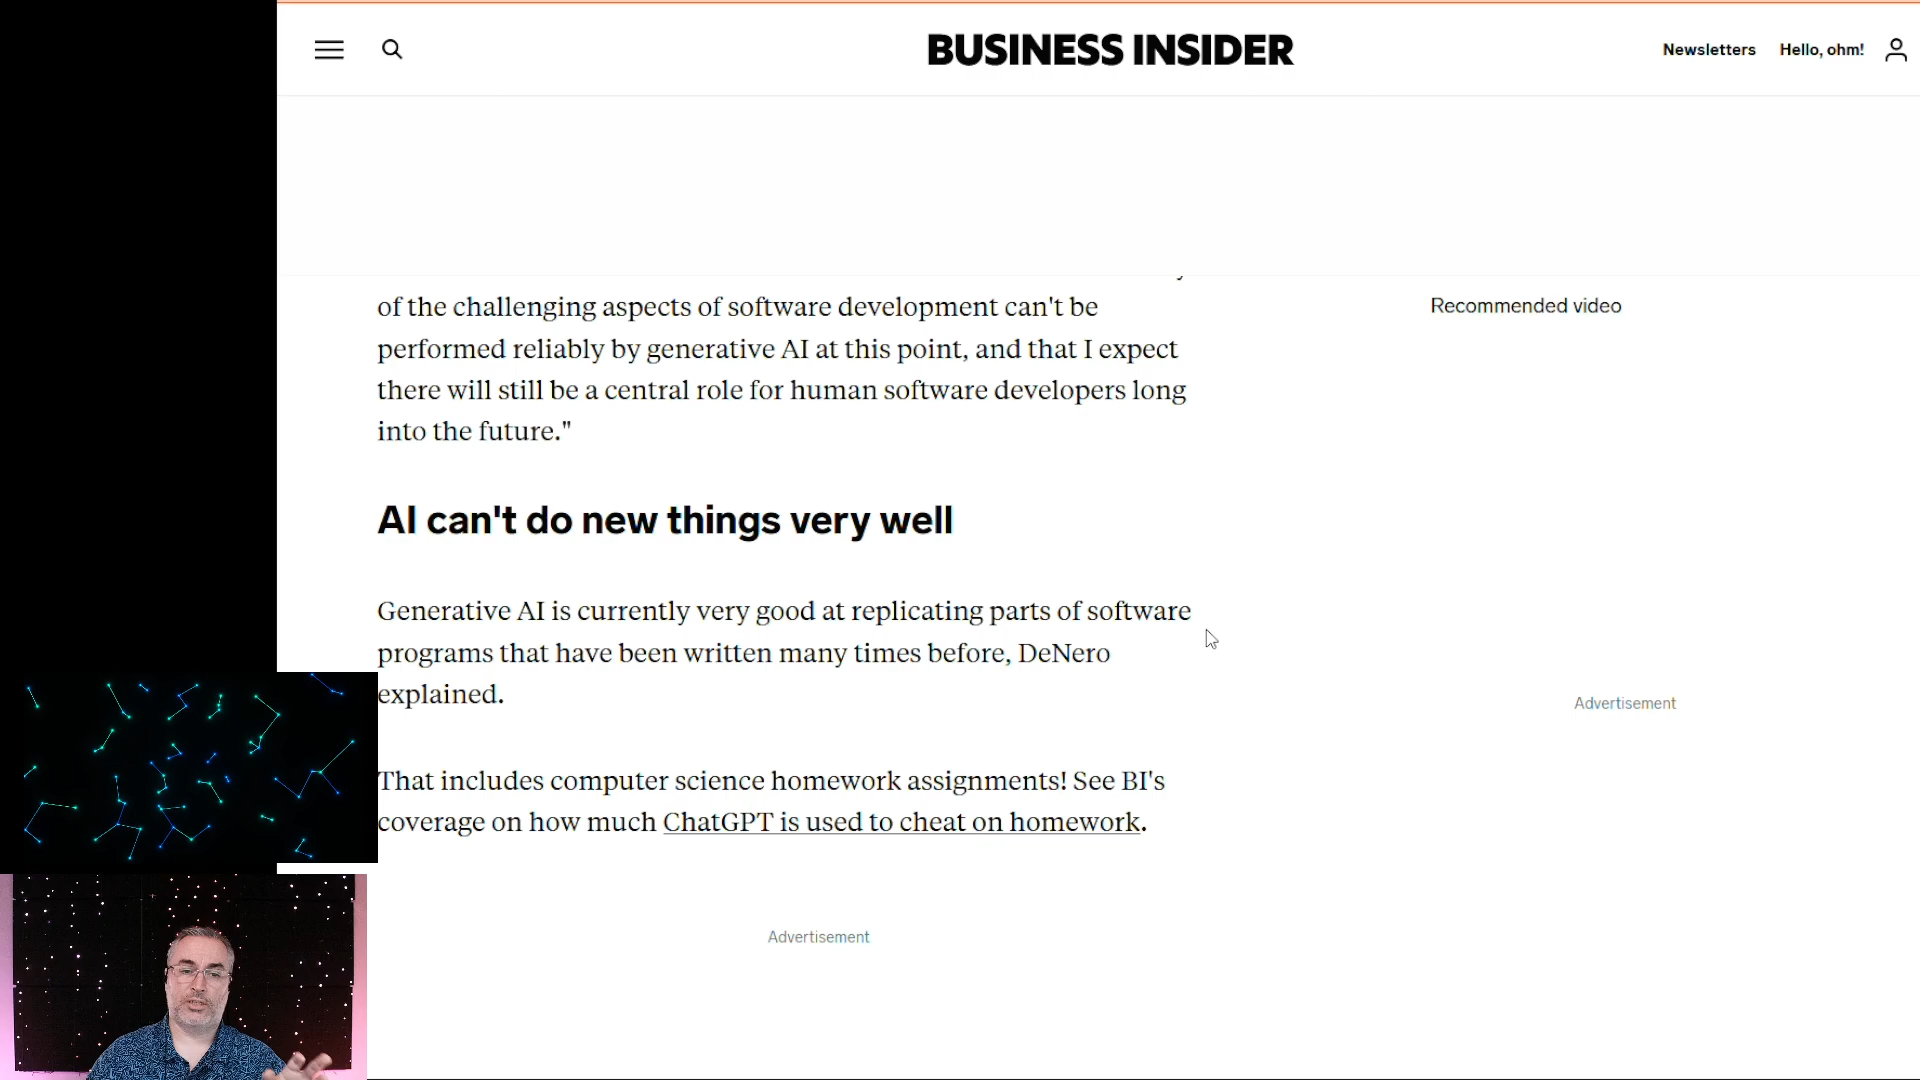 BUSINESS INSIDER
Newsletters
Hello, ohm!
of the challenging aspects of software development can't be
performed reliably by generative AI at this point, and that I expect
there will still be a central role for human software developers long
into the future."
Recommended video
AI can't do new things very well
Generative AI is currently very good at replicating parts of software
programs that have been written many times before, DeNero
explained.
Advertisement
That includes computer science homework assignments! See BI's
coverage on how much ChatGPT is used to cheat on homework.
Advertisement